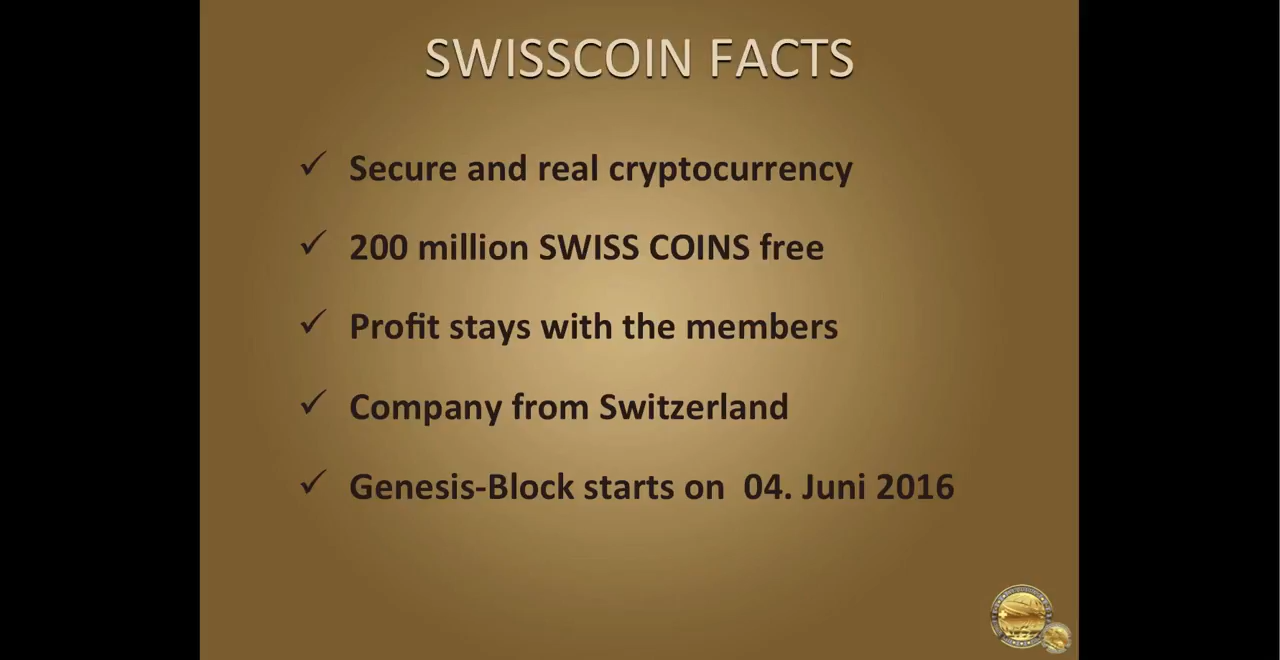 SWISSCOIN FACTS
✓ Secure and real cryptocurrency
✓ 200 million SWISS COINS free
✓ Profit stays with the members
✓ Company from Switzerland
✓ Genesis-Block starts on 04. Juni 2016